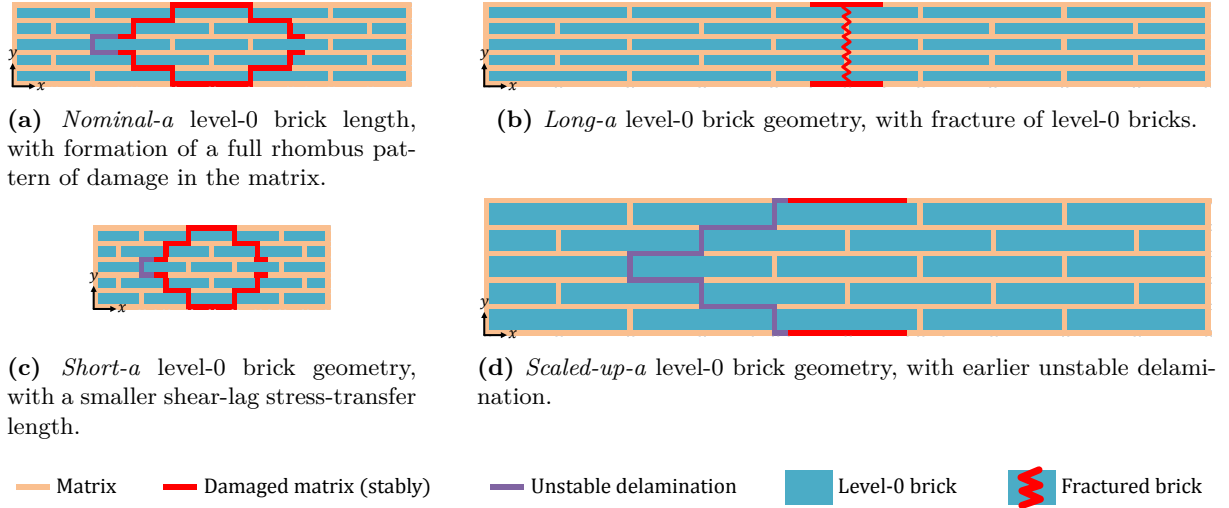 y
x
y
x
(a) Nominal-a level-0 brick length,
with formation of a full rhombus pat-
tern of damage in the matrix.
(b) Long-a level-0 brick geometry, with fracture of level-0 bricks.
y
x
y
x
(c) Short-a level-0 brick geometry,
with a smaller shear-lag stress-transfer
length.
(d) Scaled-up-a level-0 brick geometry, with earlier unstable delami-
nation.
Matrix
Damaged matrix (stably)
Unstable delamination
Level-0 brick
Fractured brick